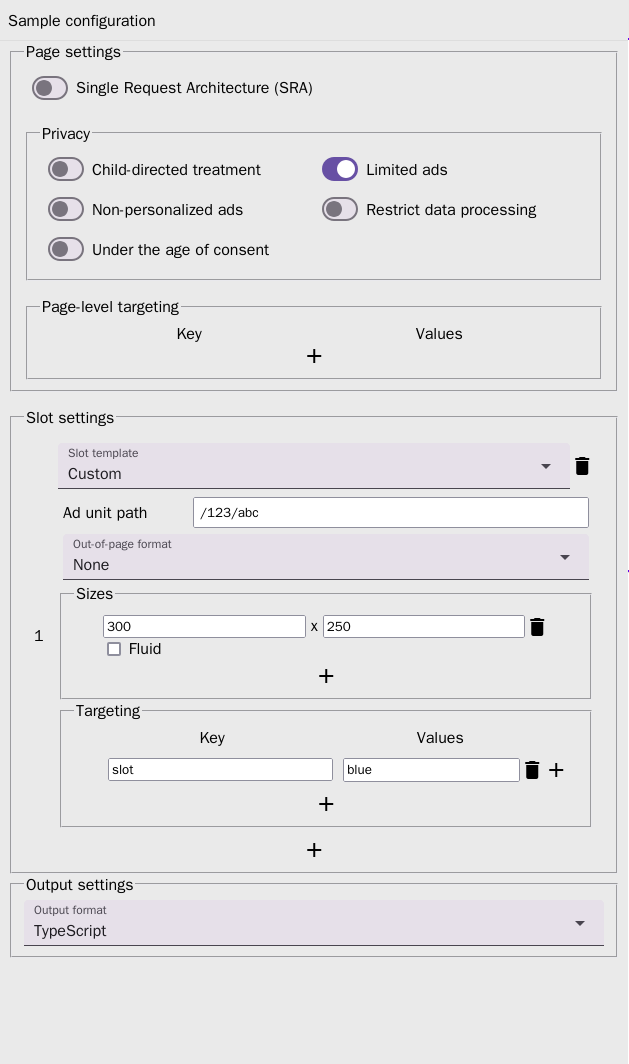 Sample configuration
Page settings
Single Request Architecture (SRA)
Privacy
Child-directed treatment
Limited ads
Non-personalized ads
Restrict data processing
Under the age of consent
Page-level targeting
Key Values
+
Slot settings
Slot template
Custom
Ad unit path /123/abc
Out-of-page format
None
1
Sizes
300 x 250
Fluid
+
Targeting
Key Values
slot blue +
+
+
Output settings
Output format
TypeScript